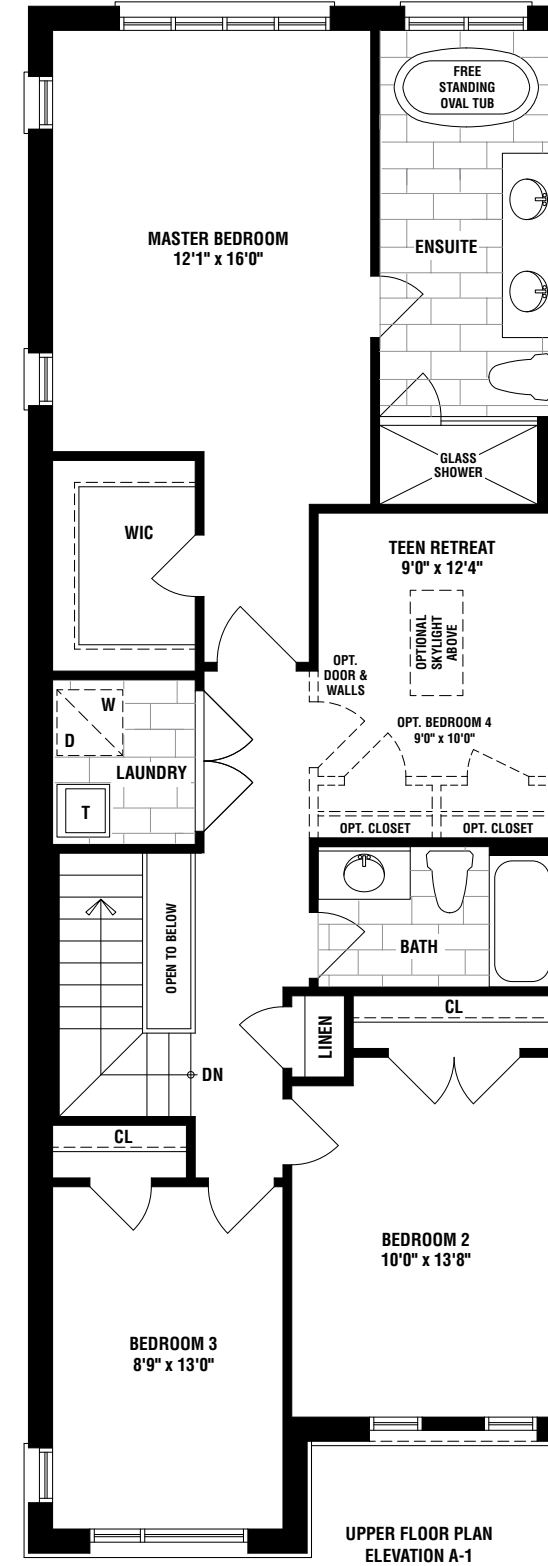 FREE
STANDING
OVAL TUB
MASTER BEDROOM
12'1" x 16'0"
ENSUITE
GLASS
SHOWER
WIC
TEEN RETREAT
9'0" x 12'4"
OPTIONAL
SKYLIGHT
ABOVE
OPT.
DOOR &
WALLS
OPT. BEDROOM 4
9'0" x 10'0"
W
D
LAUNDRY
T
OPT. CLOSET
OPT. CLOSET
OPEN TO BELOW
BATH
LINEN
CL
DN
CL
BEDROOM 2
10'0" x 13'8"
BEDROOM 3
8'9" x 13'0"
UPPER FLOOR PLAN
ELEVATION A-1